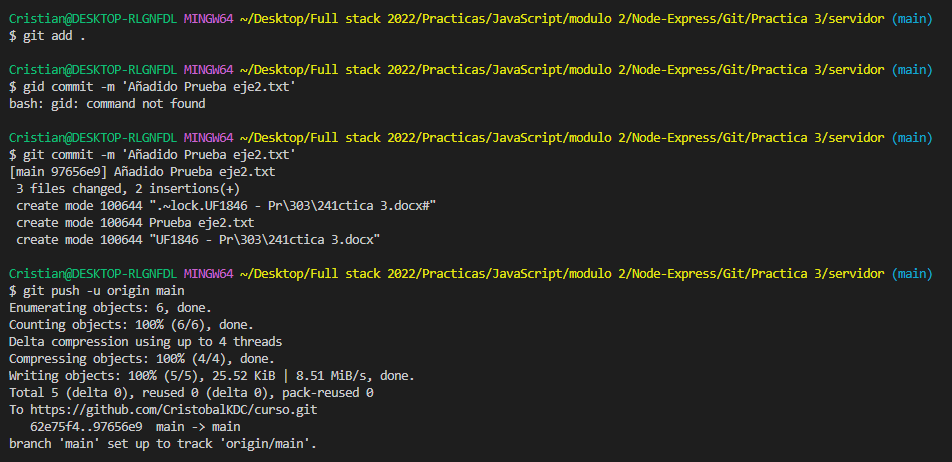 Cristian@DESKTOP-RLGNFDL MINGW64 ~/Desktop/Full stack 2022/Practicas/JavaScript/modulo 2/Node-Express/Git/Practica 3/servidor (main)
$ git add .
Cristian@DESKTOP-RLGNFDL MINGW64 ~/Desktop/Full stack 2022/Practicas/JavaScript/modulo 2/Node-Express/Git/Practica 3/servidor (main)
$ gid commit -m 'Añadido Prueba eje2.txt'
bash: gid: command not found
Cristian@DESKTOP-RLGNFDL MINGW64 ~/Desktop/Full stack 2022/Practicas/JavaScript/modulo 2/Node-Express/Git/Practica 3/servidor (main)
$ git commit -m 'Añadido Prueba eje2.txt'
[main 97656e9] Añadido Prueba eje2.txt
 3 files changed, 2 insertions(+)
 create mode 100644 ".~lock.UF1846 - Pr\303\241ctica 3.docx#"
 create mode 100644 Prueba eje2.txt
 create mode 100644 "UF1846 - Pr\303\241ctica 3.docx"
Cristian@DESKTOP-RLGNFDL MINGW64 ~/Desktop/Full stack 2022/Practicas/JavaScript/modulo 2/Node-Express/Git/Practica 3/servidor (main)
$ git push -u origin main
Enumerating objects: 6, done.
Counting objects: 100% (6/6), done.
Delta compression using up to 4 threads
Compressing objects: 100% (4/4), done.
Writing objects: 100% (5/5), 25.52 KiB | 8.51 MiB/s, done.
Total 5 (delta 0), reused 0 (delta 0), pack-reused 0
To https://github.com/CristobalKDC/curso.git
   62e75f4..97656e9  main -> main
branch 'main' set up to track 'origin/main'.